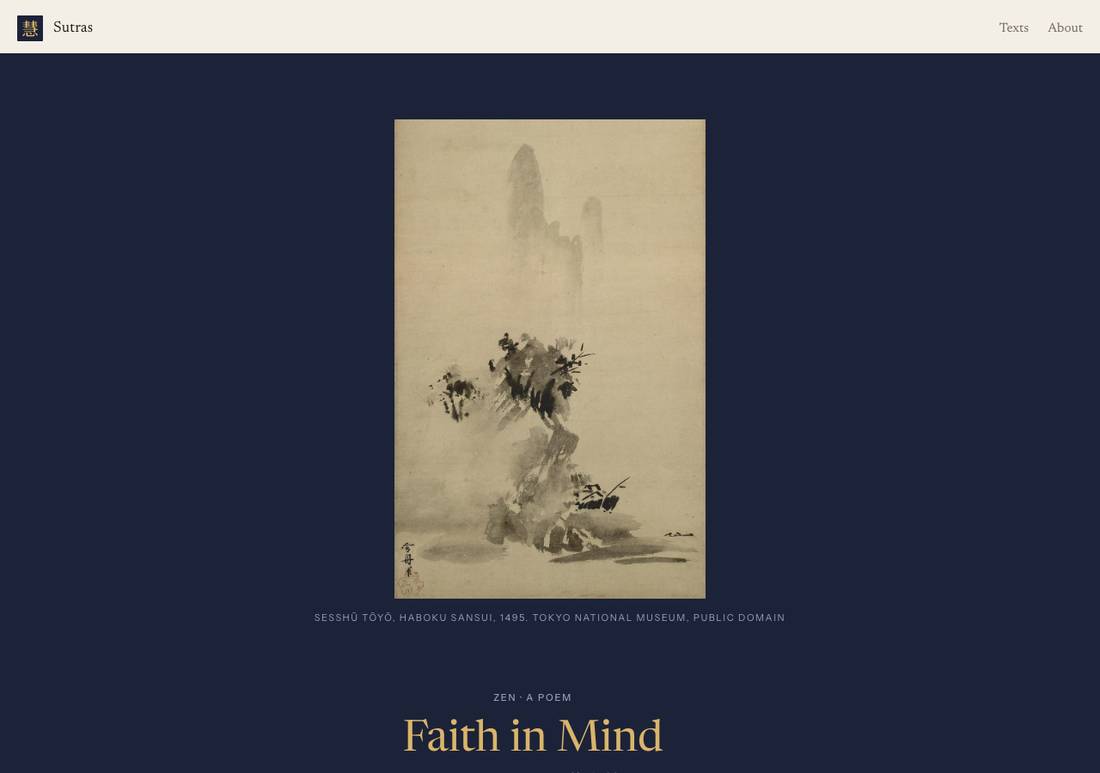 慧 Sutras
Texts About
SESSHŪ TŌYŌ, HABOKU SANSUI, 1495. TOKYO NATIONAL MUSEUM, PUBLIC DOMAIN
ZEN · A POEM
Faith in Mind